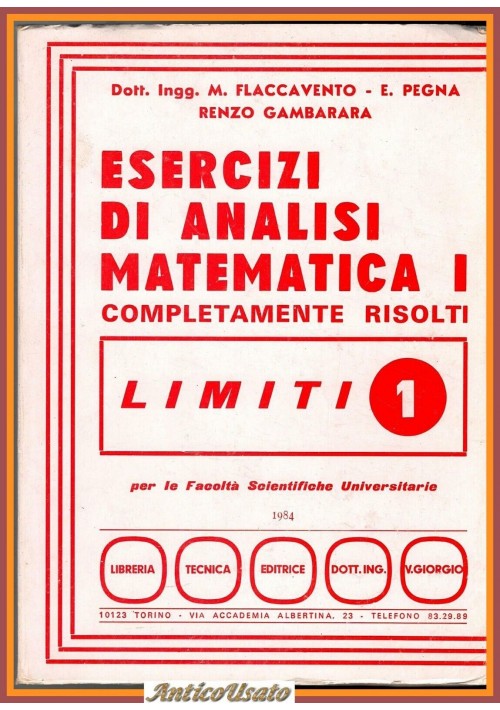 Dott. Ingg. M. FLACCAVENTO - E. PEGNA
RENZO GAMBARARA
ESERCIZI
DI ANALISI
MATEMATICA I
COMPLETAMENTE RISOLTI
LIMITI 1
per le Facoltà Scientifiche Universitarie
1984
LIBRERIA TECNICA EDITRICE DOTT. ING. V. GIORGIO
10123 TORINO - VIA ACCADEMIA ALBERTINA, 23 - TELEFONO 83.29.89
AnticoUsato